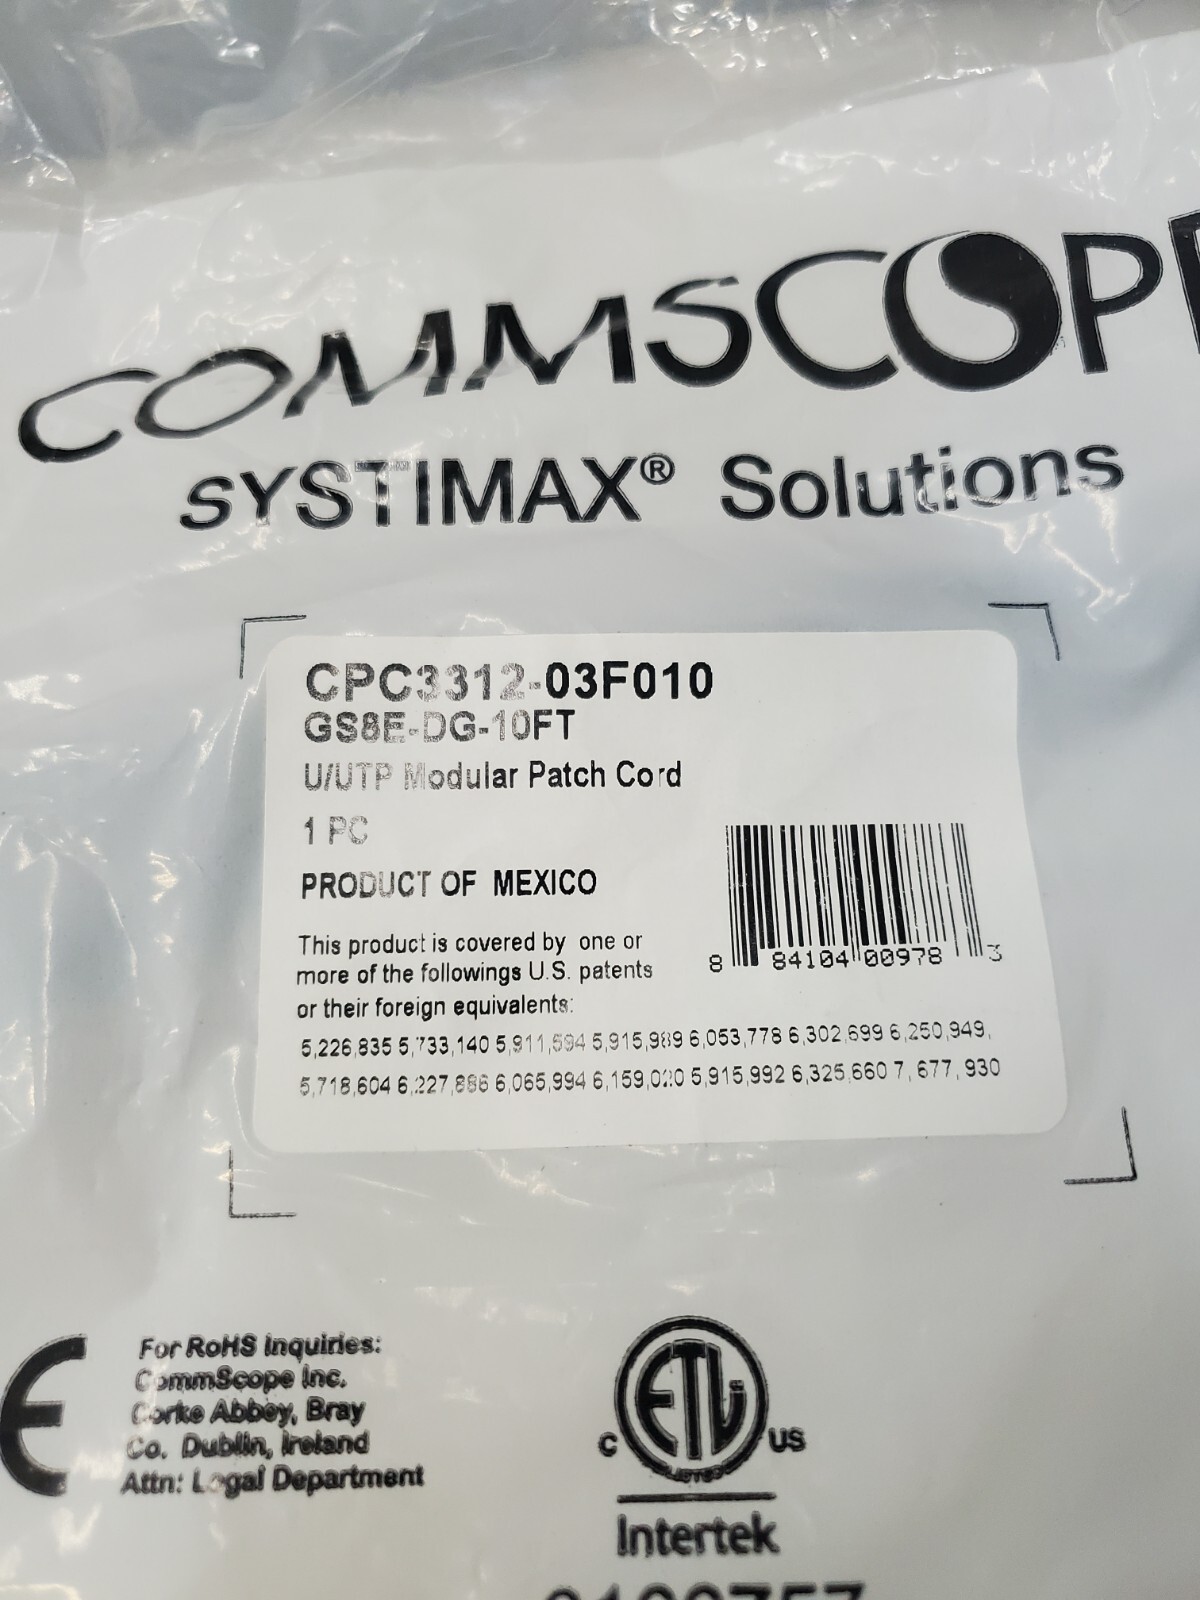 COMMSCOPE
SYSTIMAX® Solutions
CPC3312-03F010
GS8E-DG-10FT
U/UTP Modular Patch Cord
1 PC
PRODUCT OF MEXICO
8 84104 00978 3
This product is covered by one or
more of the followings U.S. patents
or their foreign equivalents:
5,226,835 5,733,140 5,911,594 5,915,989 6,053,778 6,302,699 6,250,949,
5,718,604 6,227,886 6,065,994 6,159,020 5,915,992 6,325,660 7, 677, 930
CE
For RoHS Inquiries:
CommScope Inc.
Corke Abbey, Bray
Co. Dublin, Ireland
Attn: Legal Department
C ETL US
LISTED
Intertek